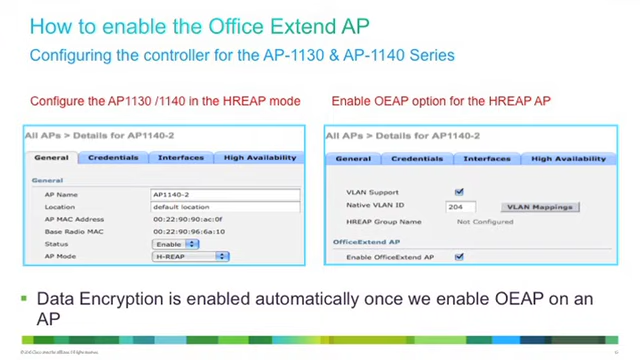 How to enable the Office Extend AP
Configuring the controller for the AP-1130 & AP-1140 Series
Configure the AP1130 /1140 in the HREAP mode
All APs > Details for AP1140-2
General Credentials Interfaces High Availability
General
AP Name AP1140-2
Location default location
AP MAC Address 00:22:90:90:ac:0f
Base Radio MAC 00:22:90:96:6a:10
Status Enable
AP Mode H-REAP
Enable OEAP option for the HREAP AP
All APs > Details for AP1140-2
General Credentials Interfaces High Availability
VLAN Support
Native VLAN ID 204 VLAN Mappings
HREAP Group Name Not Configured
OfficeExtend AP
Enable OfficeExtend AP
Data Encryption is enabled automatically once we enable OEAP on an
AP